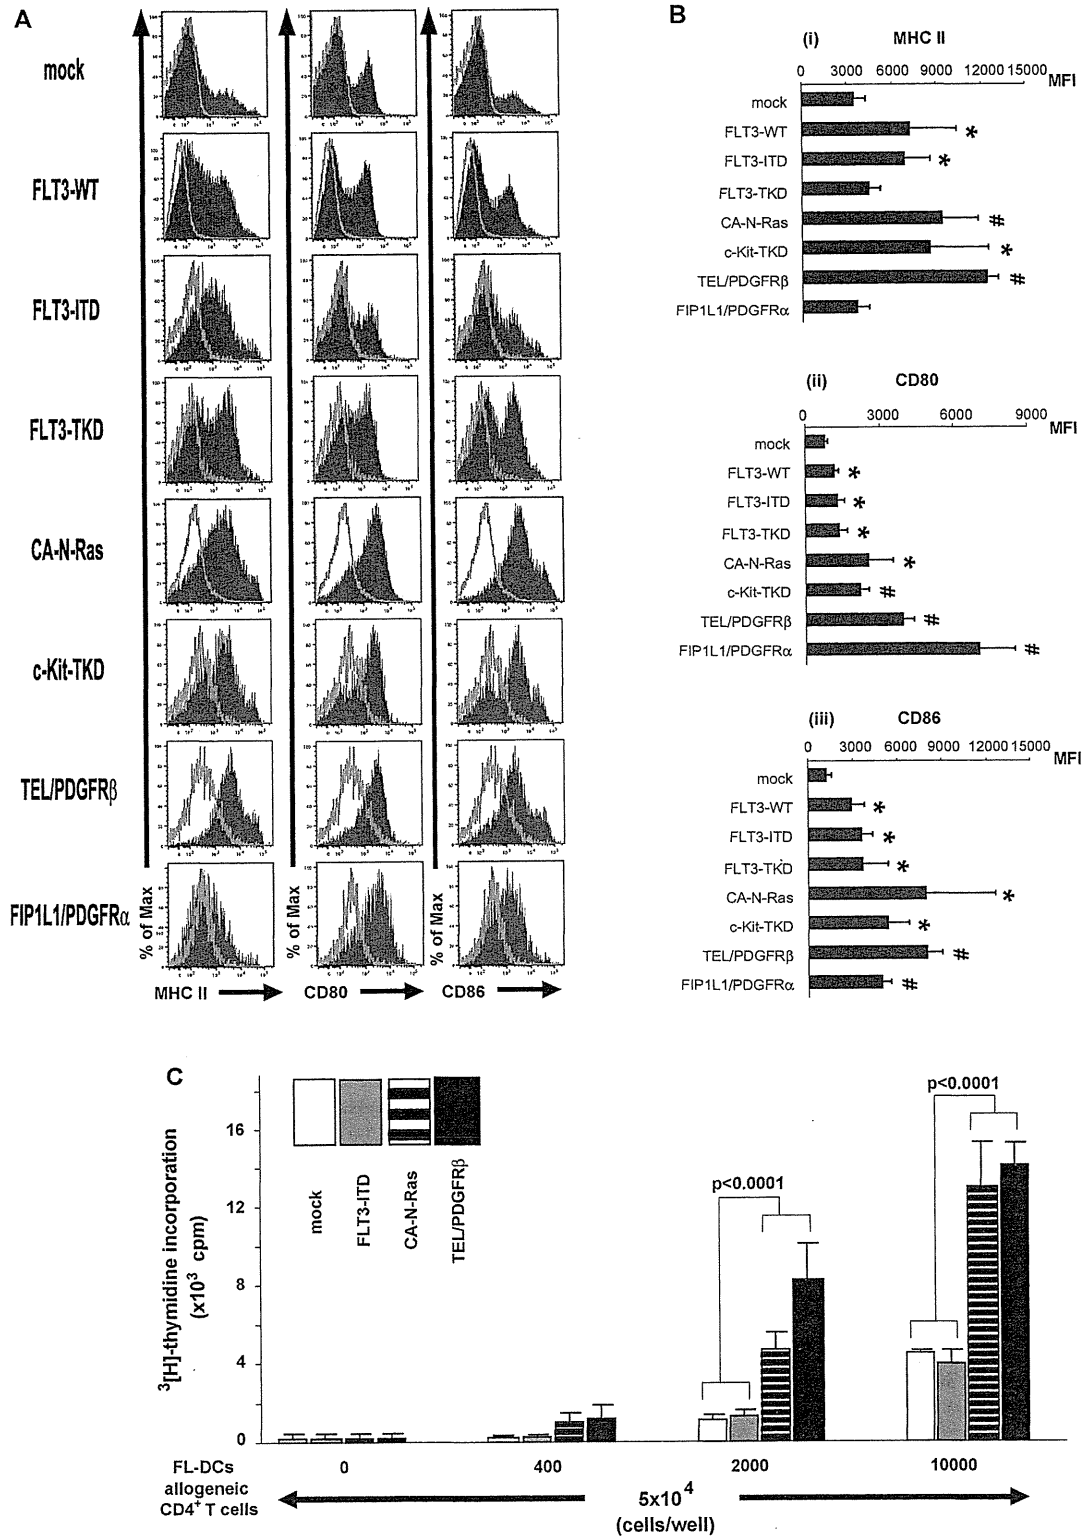 A
mock
FLT3-WT
FLT3-ITD
FLT3-TKD
CA-N-Ras
c-Kit-TKD
TEL/PDGFRβ
FIP1L1/PDGFRα
% of Max
% of Max
% of Max
MHC II
CD80
CD86
B
(i) MHC II
0 3000 6000 9000 12000 15000
MFI
mock
FLT3-WT *
FLT3-ITD *
FLT3-TKD
CA-N-Ras #
c-Kit-TKD *
TEL/PDGFRβ #
FIP1L1/PDGFRα
(ii) CD80
0 3000 6000 9000
MFI
mock
FLT3-WT *
FLT3-ITD *
FLT3-TKD *
CA-N-Ras *
c-Kit-TKD #
TEL/PDGFRβ #
FIP1L1/PDGFRα #
(iii) CD86
0 3000 6000 9000 12000 15000
MFI
mock
FLT3-WT *
FLT3-ITD *
FLT3-TKD *
CA-N-Ras *
c-Kit-TKD *
TEL/PDGFRβ #
FIP1L1/PDGFRα #
C
³[H]-thymidine incorporation
(x10³ cpm)
16
12
8
4
0
mock
FLT3-ITD
CA-N-Ras
TEL/PDGFRβ
p<0.0001
p<0.0001
FL-DCs 0 400 2000 10000
allogeneic
CD4⁺ T cells
5x10⁴
(cells/well)